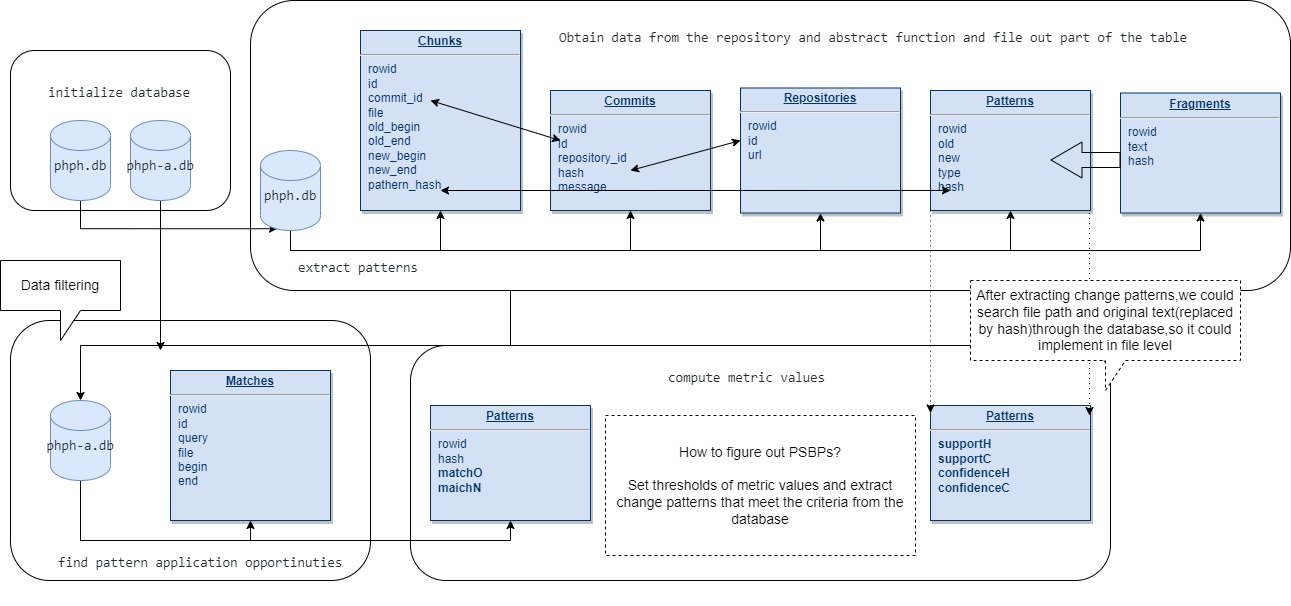 Obtain data from the repository and abstract function and file out part of the table
initialize database
phph.db
phph-a.db
phph.db
Chunks
rowid
id
commit_id
file
old_begin
old_end
new_begin
new_end
pathern_hash
Commits
rowid
id
repository_id
hash
message
Repositories
rowid
id
url
Patterns
rowid
old
new
type
hash
Fragments
rowid
text
hash
extract patterns
Data filtering
After extracting change patterns,we could
search file path and original text(replaced
by hash)through the database,so it could
implement in file level
phph-a.db
Matches
rowid
id
query
file
begin
end
find pattern application opportinuties
compute metric values
Patterns
rowid
hash
matchO
maichN
How to figure out PSBPs?
Set thresholds of metric values and extract
change patterns that meet the criteria from the
database
Patterns
supportH
supportC
confidenceH
confidenceC